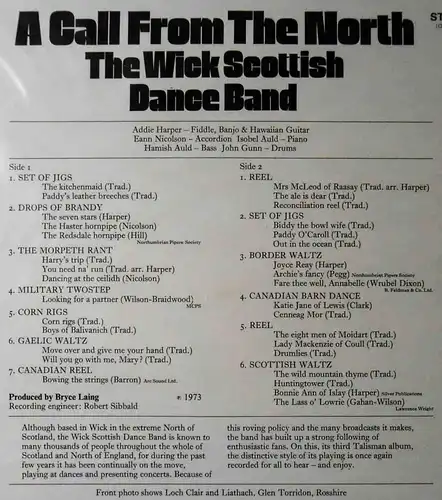 A Call From The North
The Wick Scottish
Dance Band
ST
Addie Harper – Fiddle, Banjo & Hawaiian Guitar
Eann Nicolson – Accordion Isobel Auld – Piano
Hamish Auld – Bass John Gunn – Drums
Side 1
1. SET OF JIGS
The kitchenmaid (Trad.)
Paddy's leather breeches (Trad.)
2. DROPS OF BRANDY
The seven stars (Harper)
The Haster hornpipe (Nicolson)
The Redsdale hornpipe (Hill)
Northumbrian Pipers Society
3. THE MORPETH RANT
Harry's trip (Trad.)
You need na' run (Trad. arr. Harper)
Dancing at the ceilidh (Nicolson)
4. MILITARY TWOSTEP
Looking for a partner (Wilson-Braidwood)
MCPS
5. CORN RIGS
Corn rigs (Trad.)
Boys of Balivanich (Trad.)
6. GAELIC WALTZ
Move over and give me your hand (Trad.)
Will you go with me, Mary? (Trad.)
7. CANADIAN REEL
Bowing the strings (Barron) Arc Sound Ltd.
Produced by Bryce Laing ℗ 1973
Recording engineer: Robert Sibbald
Side 2
1. REEL
Mrs McLeod of Raasay (Trad. arr. Harper)
The ale is dear (Trad.)
Reconciliation reel (Trad.)
2. SET OF JIGS
Biddy the bowl wife (Trad.)
Paddy O'Caroll (Trad.)
Out in the ocean (Trad.)
3. BORDER WALTZ
Joyce Reay (Harper)
Archie's fancy (Pegg) Northumbrian Pipers Society
Fare thee well, Annabelle (Wrubel Dixon)
B. Feldman & Co. Ltd.
4. CANADIAN BARN DANCE
Katie Jane of Lewis (Clark)
Cenneag Mor (Trad.)
5. REEL
The eight men of Moidart (Trad.)
Lady Mackenzie of Coull (Trad.)
Drumlies (Trad.)
6. SCOTTISH WALTZ
The wild mountain thyme (Trad.)
Huntingtower (Trad.)
Bonnie Ann of Islay (Harper) Silver Publications
The Lass o' Lowrie (Gahan-Wilson)
Lawrence Wright
Although based in Wick in the extreme North of
Scotland, the Wick Scottish Dance Band is known to
many thousands of people throughout the whole of
Scotland and North of England, for during the past
few years it has been continually on the move,
playing at dances and presenting concerts. Because of
this roving policy and the many broadcasts it makes,
the band has built up a strong following of
enthusiastic fans. On this, its third Talisman album,
the distinctive style of its playing is once again
recorded for all to hear – and enjoy.
Front photo shows Loch Clair and Liathach, Glen Torridon, Rosshire